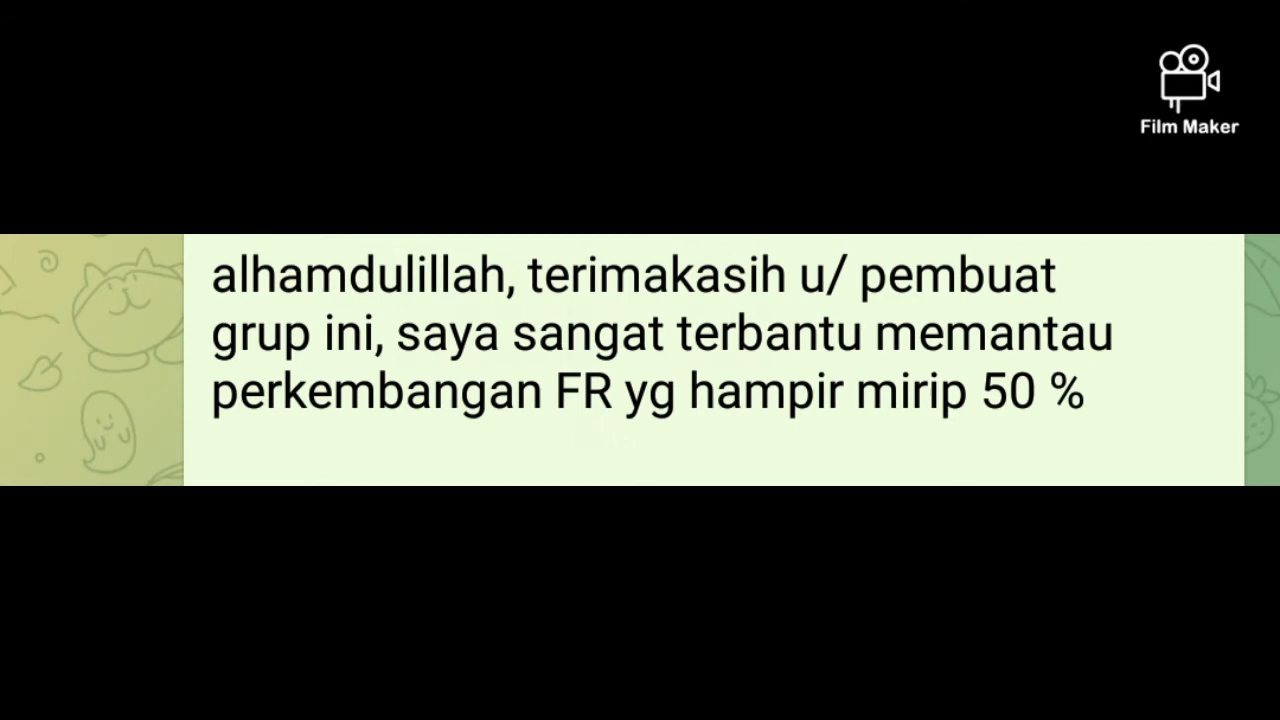 Film Maker
alhamdulillah, terimakasih u/ pembuat
grup ini, saya sangat terbantu memantau
perkembangan FR yg hampir mirip 50 %